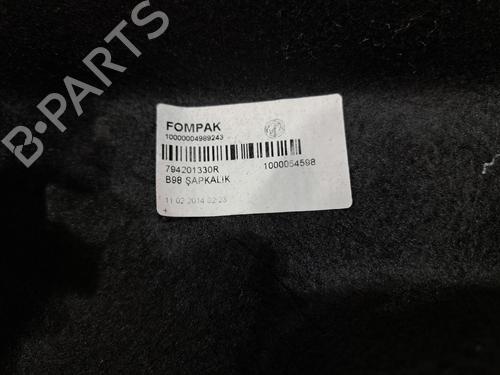 FOMPAK
10000004989243
794201330R
1000054598
B98 ŞAPKALIK
11 02 2014 02:23
B-PARTS